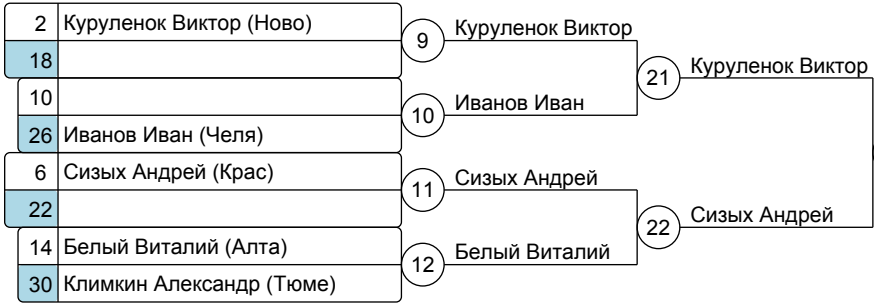 2 Куруленок Виктор (Ново)
18
9 Куруленок Виктор
10
26 Иванов Иван (Челя)
10 Иванов Иван
21 Куруленок Виктор
6 Сизых Андрей (Крас)
22
11 Сизых Андрей
14 Белый Виталий (Алта)
30 Климкин Александр (Тюме)
12 Белый Виталий
22 Сизых Андрей